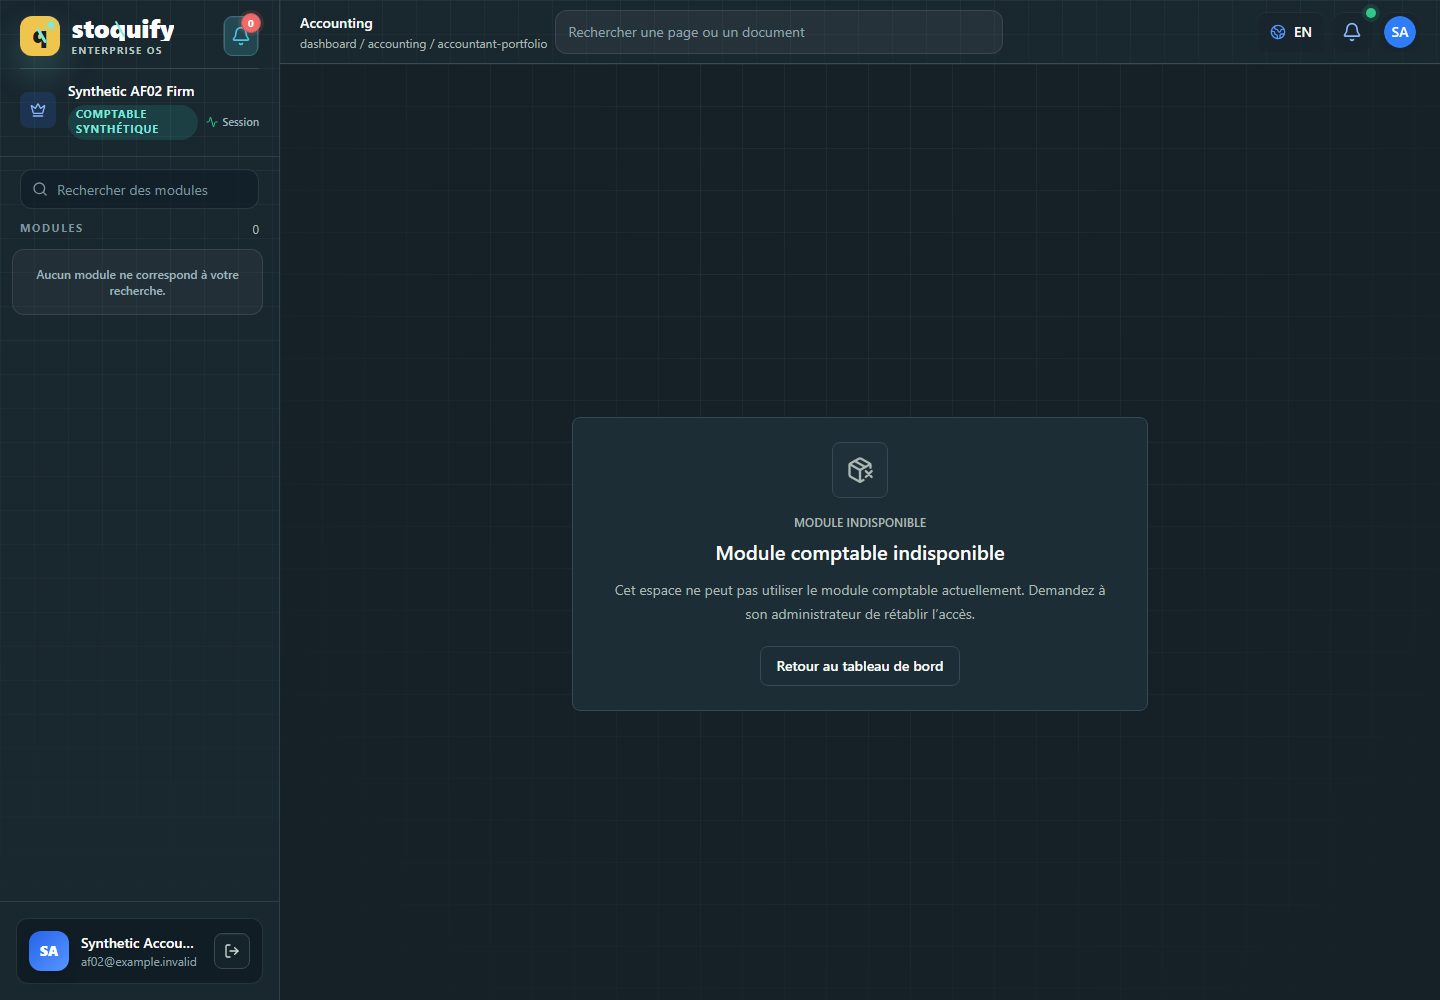 stoquify
ENTERPRISE OS
0
Accounting
dashboard / accounting / accountant-portfolio
Rechercher une page ou un document
EN
SA
Synthetic AF02 Firm
COMPTABLE
SYNTHÉTIQUE
Session
Rechercher des modules
MODULES
0
Aucun module ne correspond à votre
recherche.
MODULE INDISPONIBLE
Module comptable indisponible
Cet espace ne peut pas utiliser le module comptable actuellement. Demandez à
son administrateur de rétablir l’accès.
Retour au tableau de bord
SA
Synthetic Accou...
af02@example.invalid